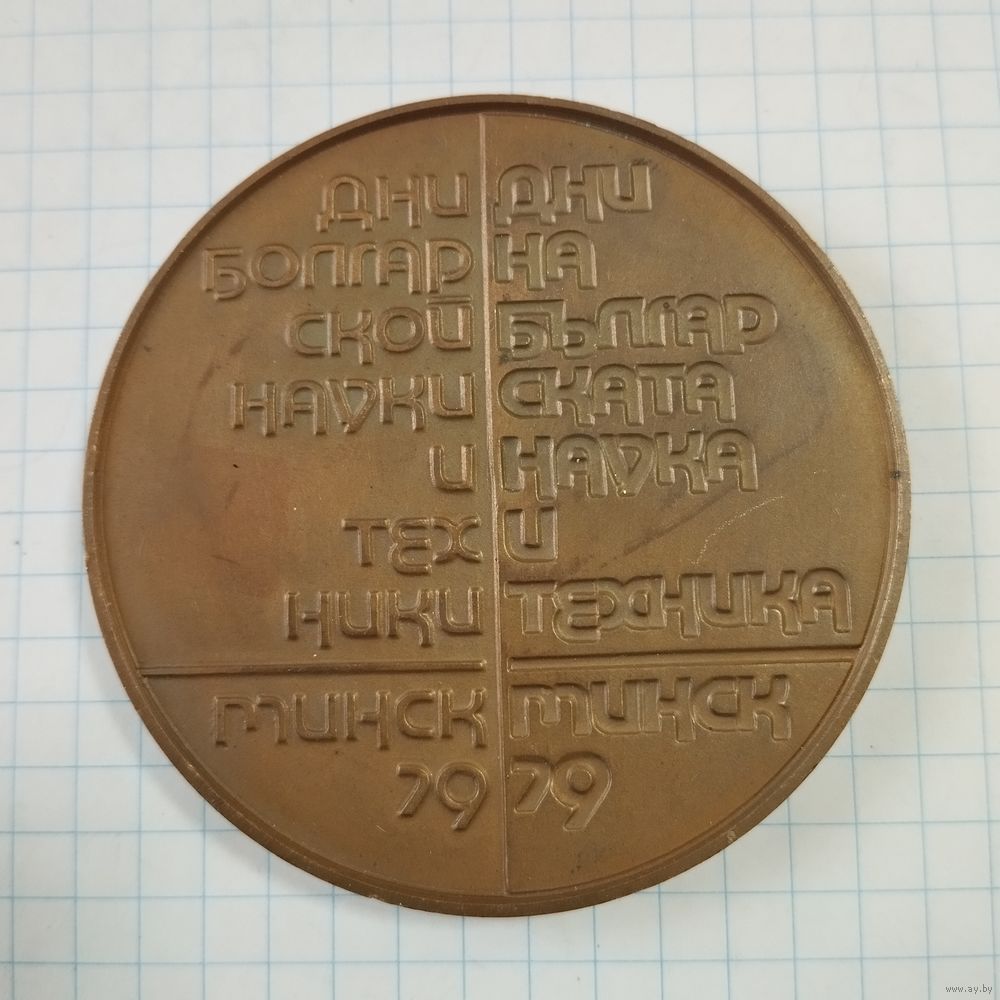 ДНИ
БОЛГАР
СКОЙ
НАУКИ
И
ТЕХ
НИКИ
МИНСК
79
ДНИ
НА
БЪЛГАР
СКАТА
НАУКА
И
ТЕХНИКА
МИНСК
79
www.ay.by